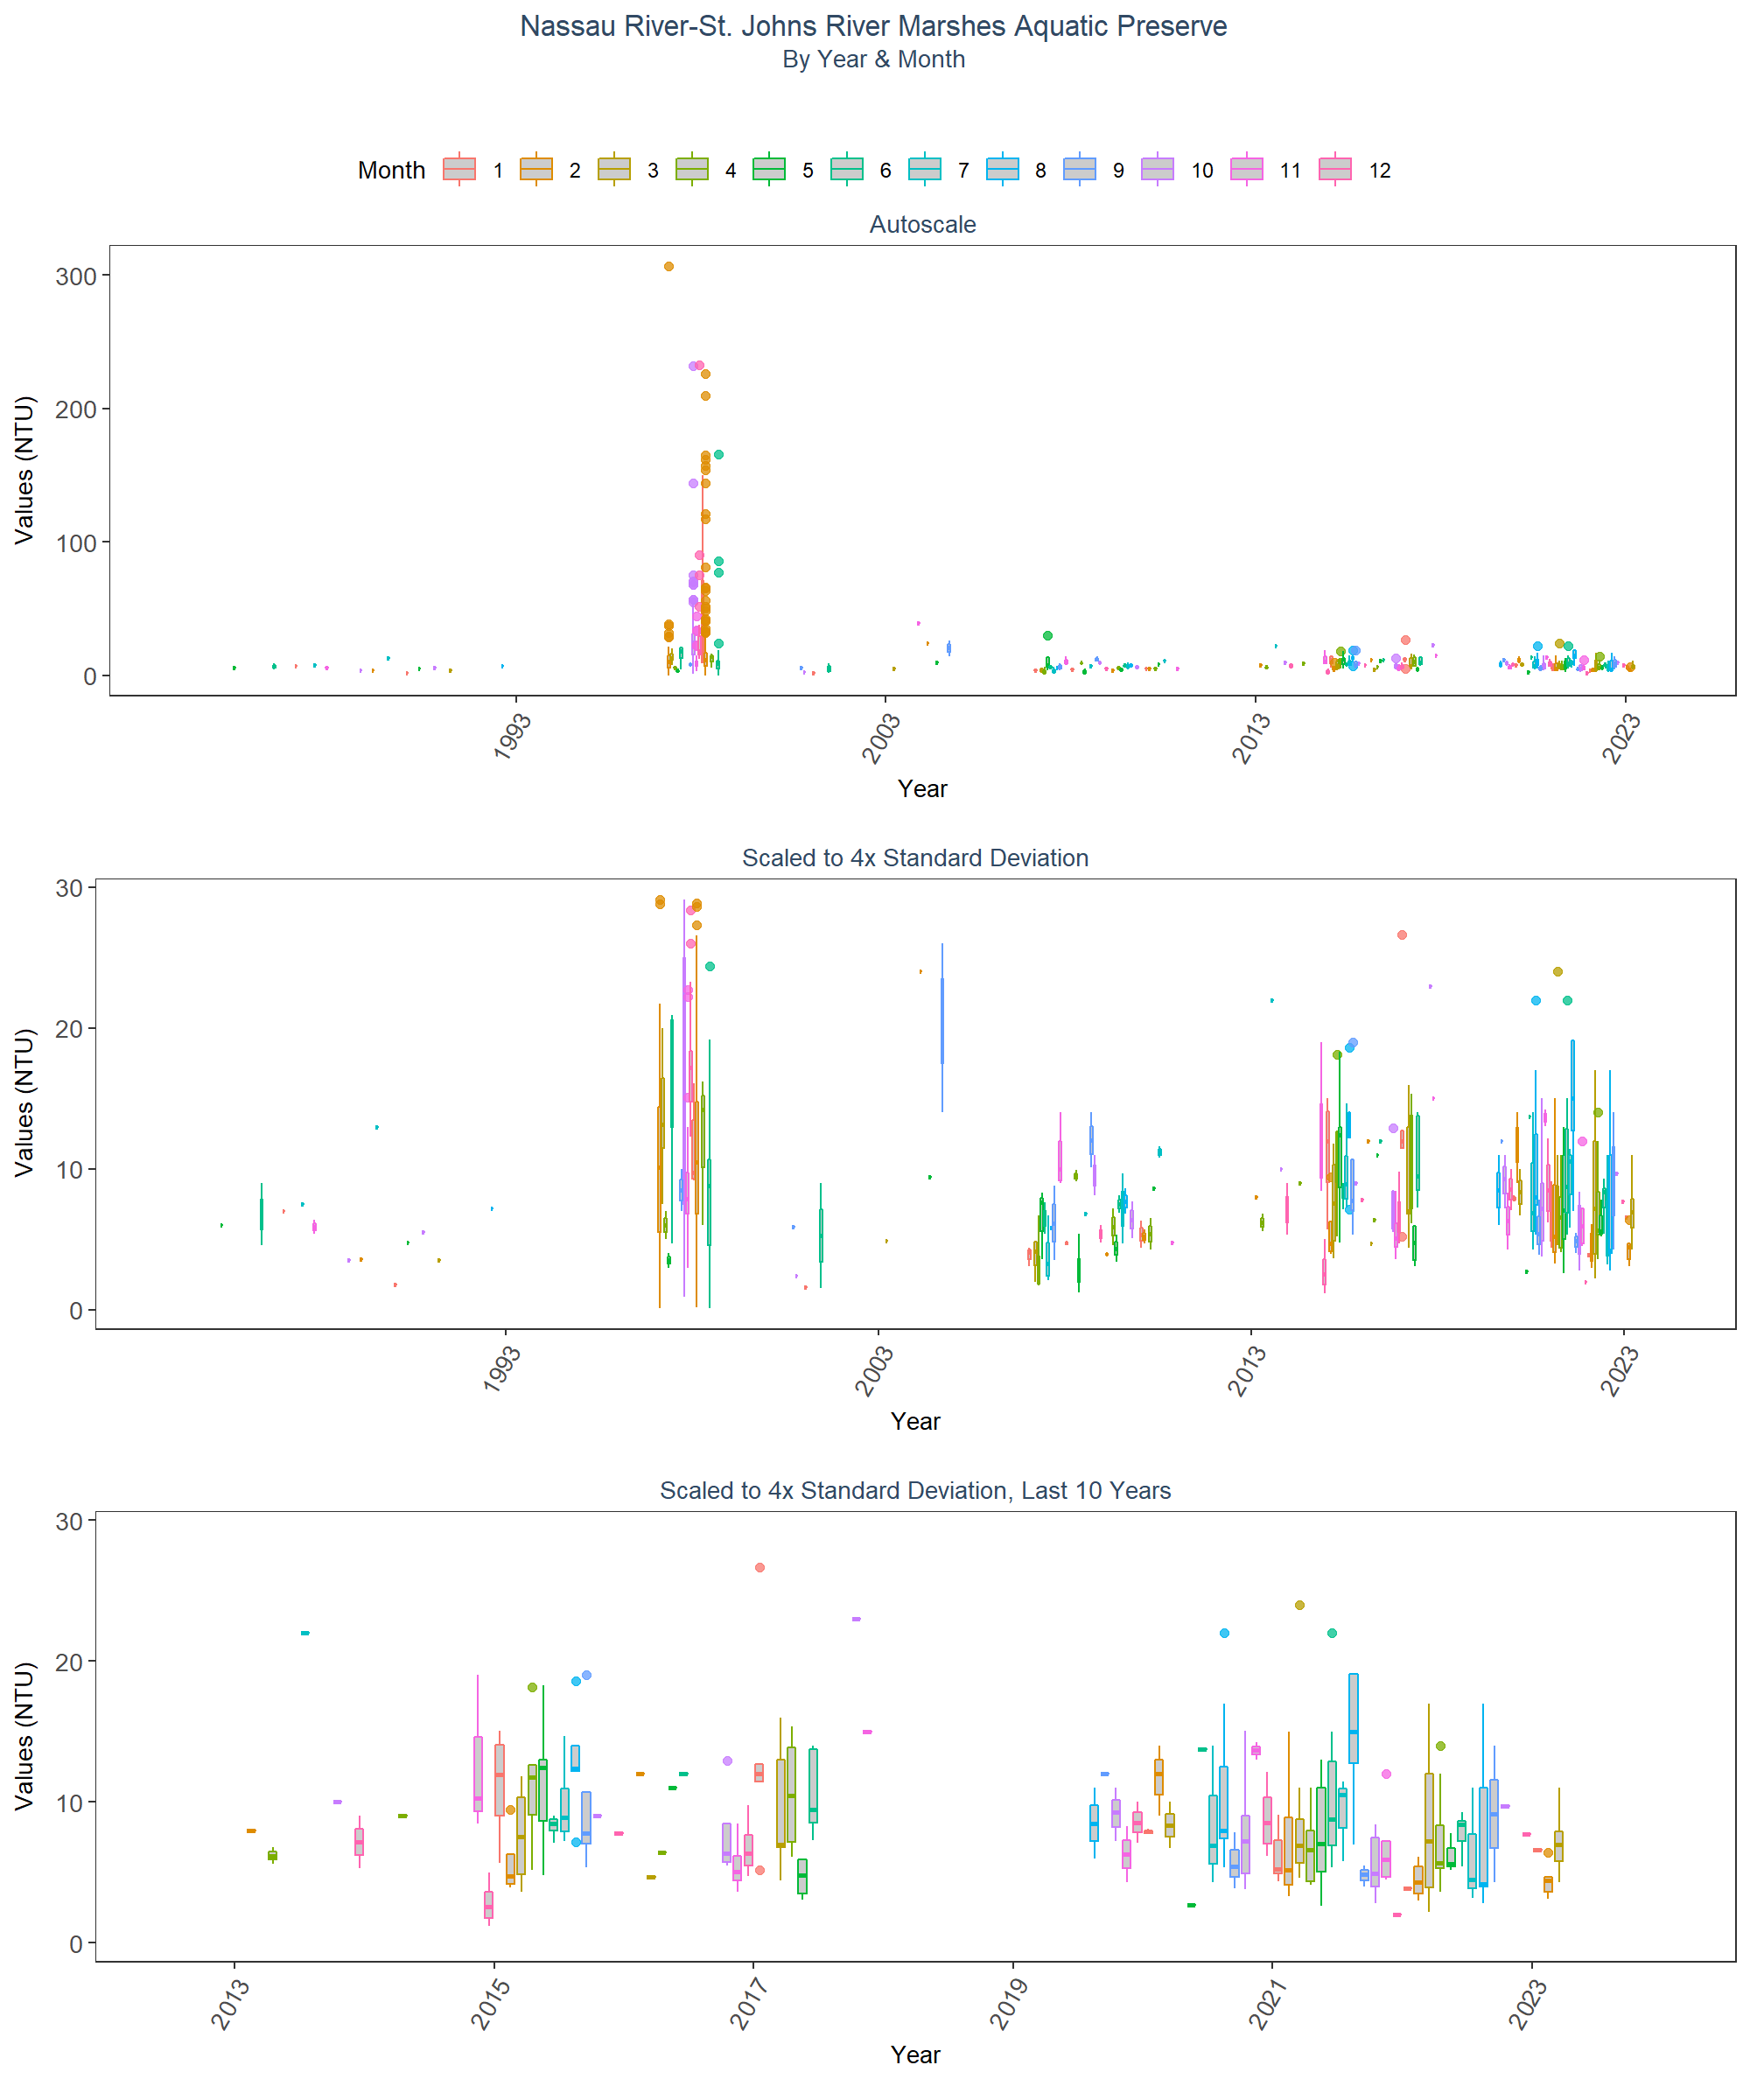 Nassau River-St. Johns River Marshes Aquatic Preserve
By Year & Month
Month 1 2 3 4 5 6 7 8 9 10 11 12
Autoscale
300
200
100
0
Values (NTU)
1993 2003 2013 2023
Year
Scaled to 4x Standard Deviation
30
20
10
0
Values (NTU)
1993 2003 2013 2023
Year
Scaled to 4x Standard Deviation, Last 10 Years
30
20
10
0
Values (NTU)
2013 2015 2017 2019 2021 2023
Year